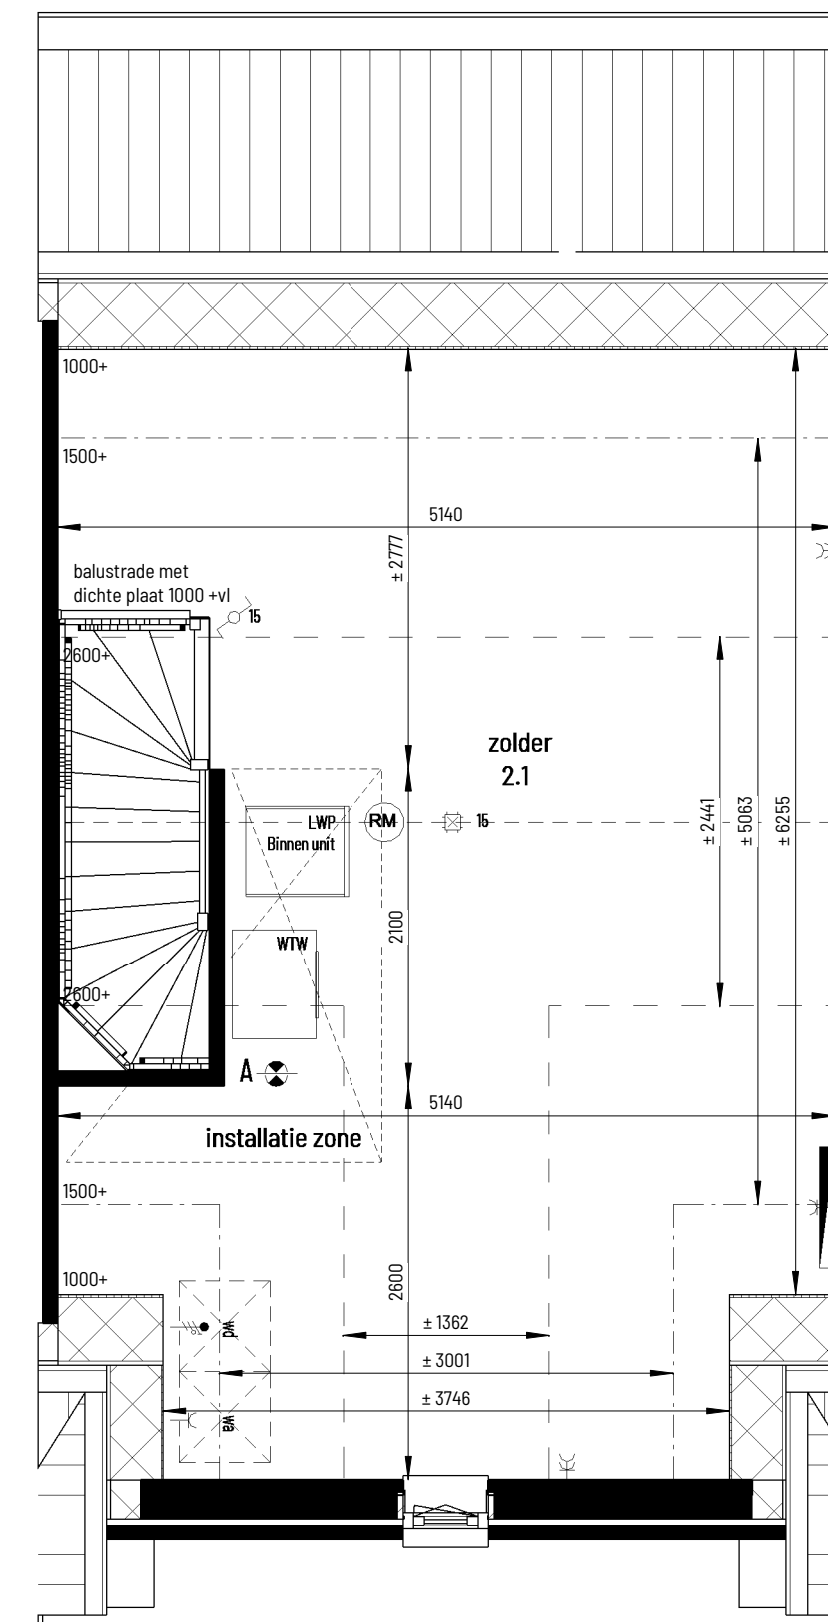 1000+
1500+
5140
± 2777
balustrade met
dichte plaat 1000 +vl
15
2600+
zolder
2.1
LWP
Binnen unit
RM
15
± 2441
± 5063
± 6255
2100
WTW
2600+
A
5140
installatie zone
1500+
1000+
2600
wd
± 1362
± 3001
± 3746
wa